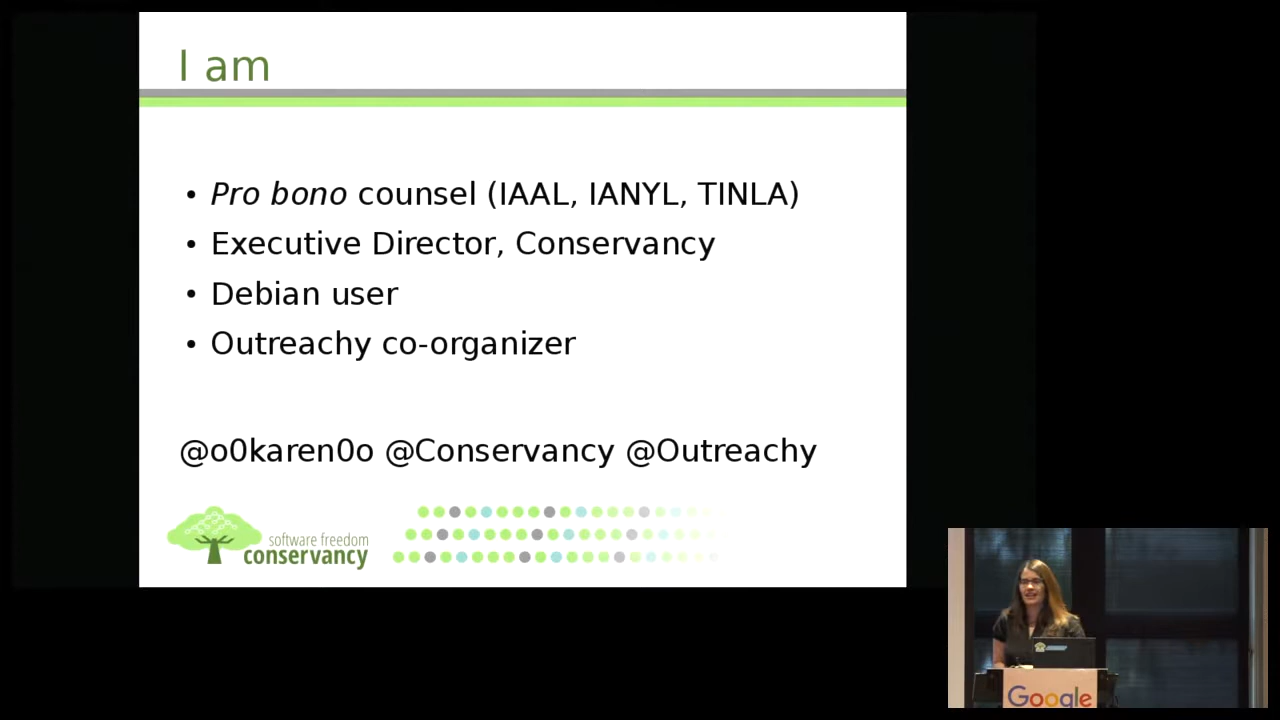 I am
• Pro bono counsel (IAAL, IANYL, TINLA)
• Executive Director, Conservancy
• Debian user
• Outreachy co-organizer
@o0karen0o @Conservancy @Outreachy
software freedom
conservancy
Google